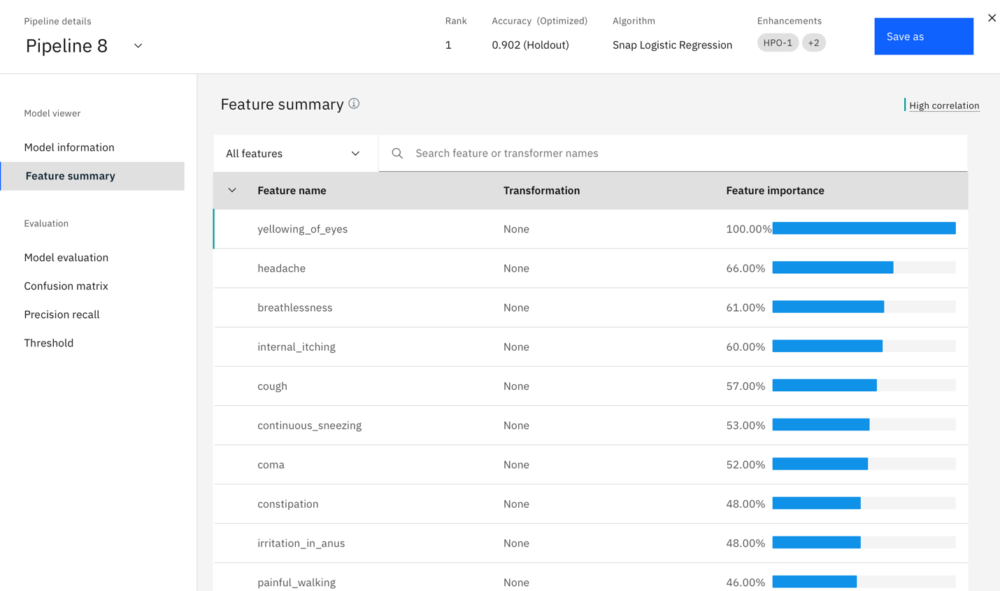 Pipeline details
Pipeline 8
Rank
1
Accuracy (Optimized)
0.902 (Holdout)
Algorithm
Snap Logistic Regression
Enhancements
HPO-1 +2
Save as
Model viewer
Model information
Feature summary
Evaluation
Model evaluation
Confusion matrix
Precision recall
Threshold
Feature summary
High correlation
All features
Search feature or transformer names
Feature name Transformation Feature importance
yellowing_of_eyes None 100.00%
headache None 66.00%
breathlessness None 61.00%
internal_itching None 60.00%
cough None 57.00%
continuous_sneezing None 53.00%
coma None 52.00%
constipation None 48.00%
irritation_in_anus None 48.00%
painful_walking None 46.00%